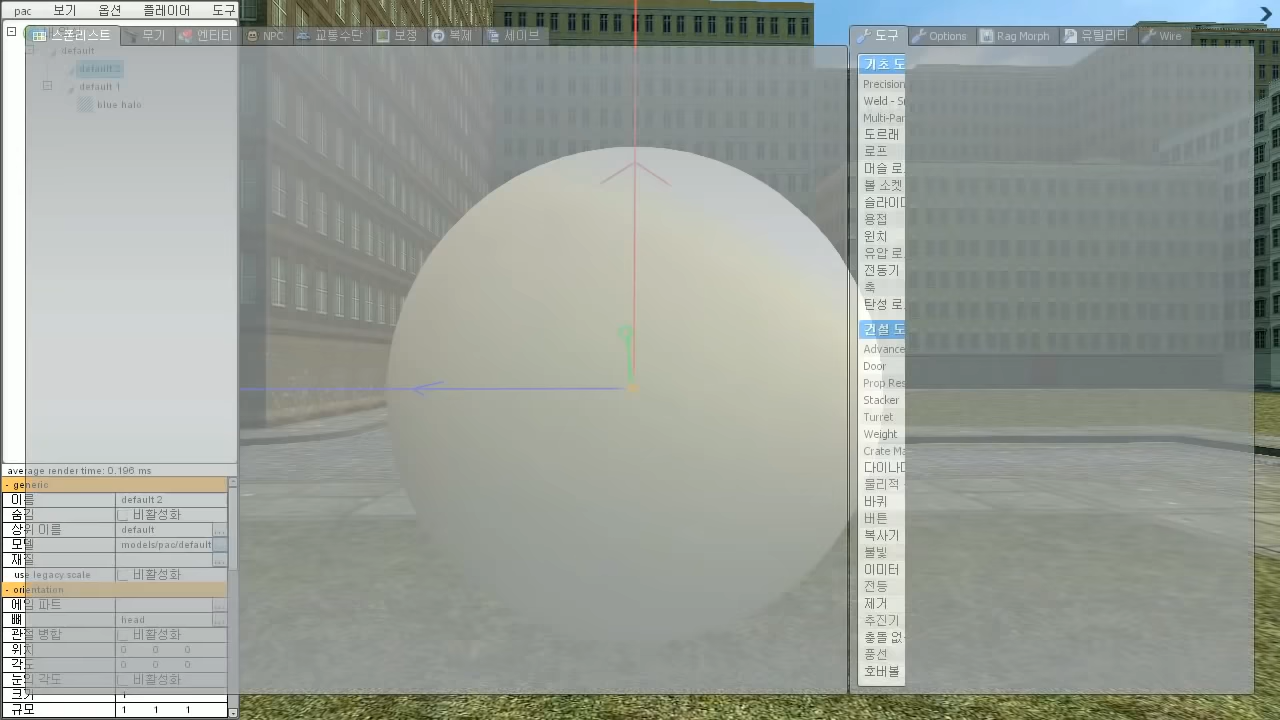 pac 보기 옵션 플레이어 도구
스폰리스트 무기 엔티티 NPC 교통수단 보정 복제 세이브
도구 Options Rag Morph 유틸리티 Wire
default
default 2
default 1
blue halo
average render time: 0.196 ms
- generic
이름 default 2
숨김 비활성화
상위 이름 default ...
모델 models/pac/default
재질 ...
use legacy scale 비활성화
- orientation
에임 파트 ...
뼈 head ...
관절 병합 비활성화
위치 0 0 0
각도 0 0 0
눈의 각도 비활성화
크기 1
규모 1 1 1
기초 도
Precision
Weld - S
Multi-Par
도르래
로프
머슬 로
볼 소켓
슬라이더
용접
윈치
유압 로
전동기
축
탄성 로
건설 도
Advance
Door
Prop Res
Stacker
Turret
Weight
Crate Ma
다이나미
물리적
바퀴
버튼
복사기
불빛
이미터
전등
제거
추진기
충돌 없
풍선
호버볼